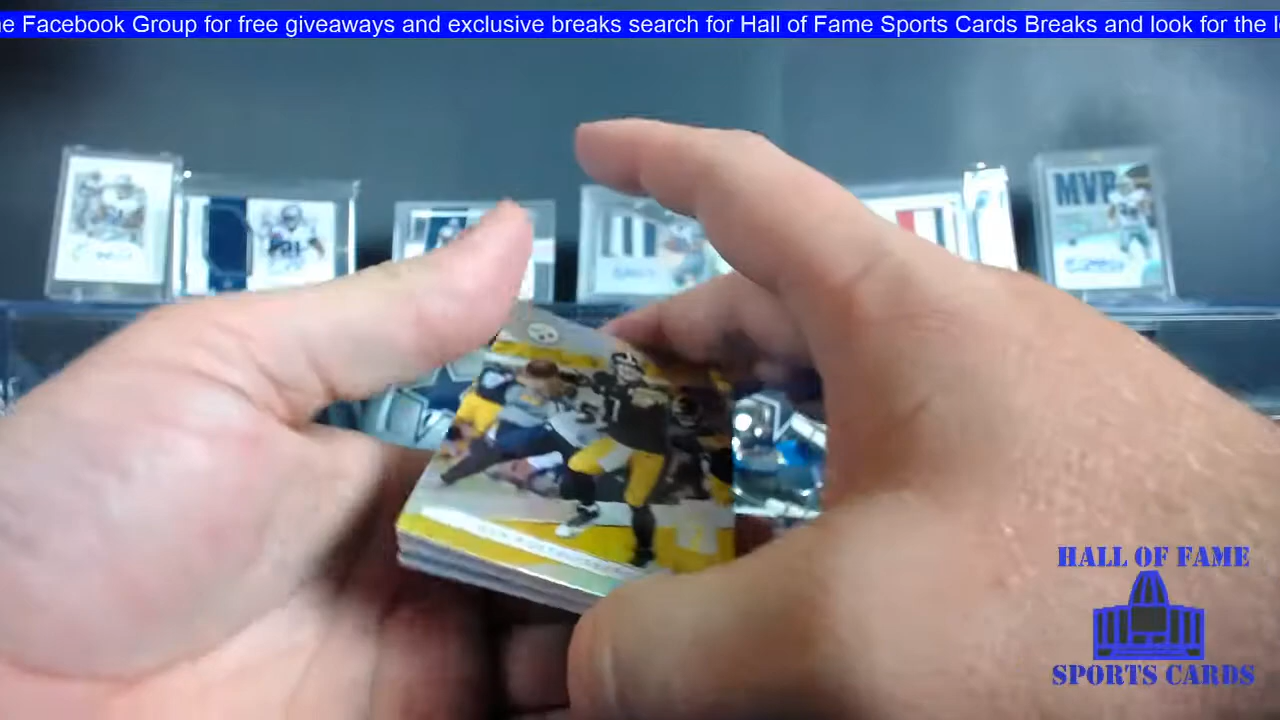 e Facebook Group for free giveaways and exclusive breaks search for Hall of Fame Sports Cards Breaks and look for the l
MVP
HALL OF FAME
SPORTS CARDS